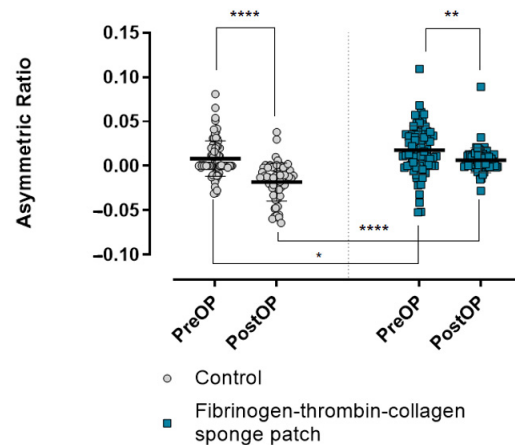 **** **
0.15
0.10
0.05
0.00
−0.05
−0.10
Asymmetric Ratio
****
*
PreOP PostOP PreOP PostOP
Control
Fibrinogen-thrombin-collagen
sponge patch